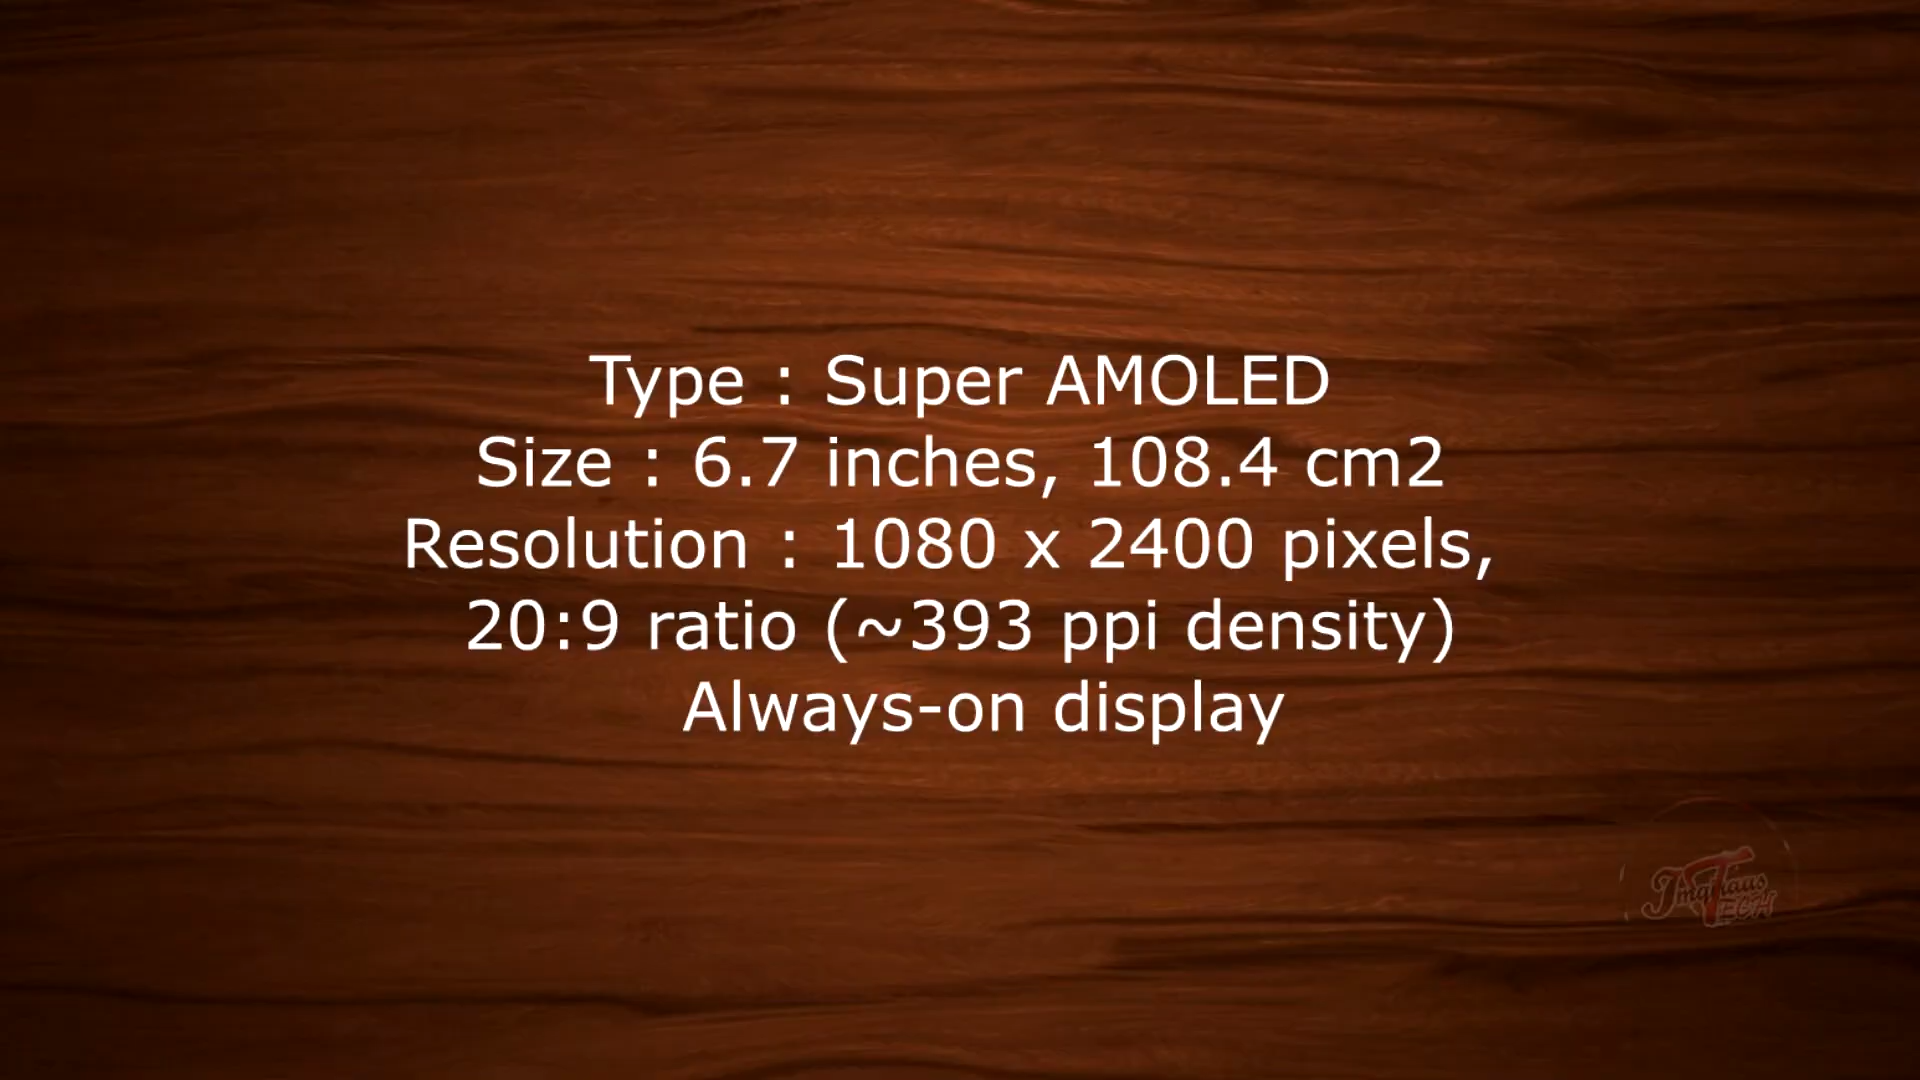 Type : Super AMOLED
Size : 6.7 inches, 108.4 cm2
Resolution : 1080 x 2400 pixels,
20:9 ratio (~393 ppi density)
Always-on display
TECH